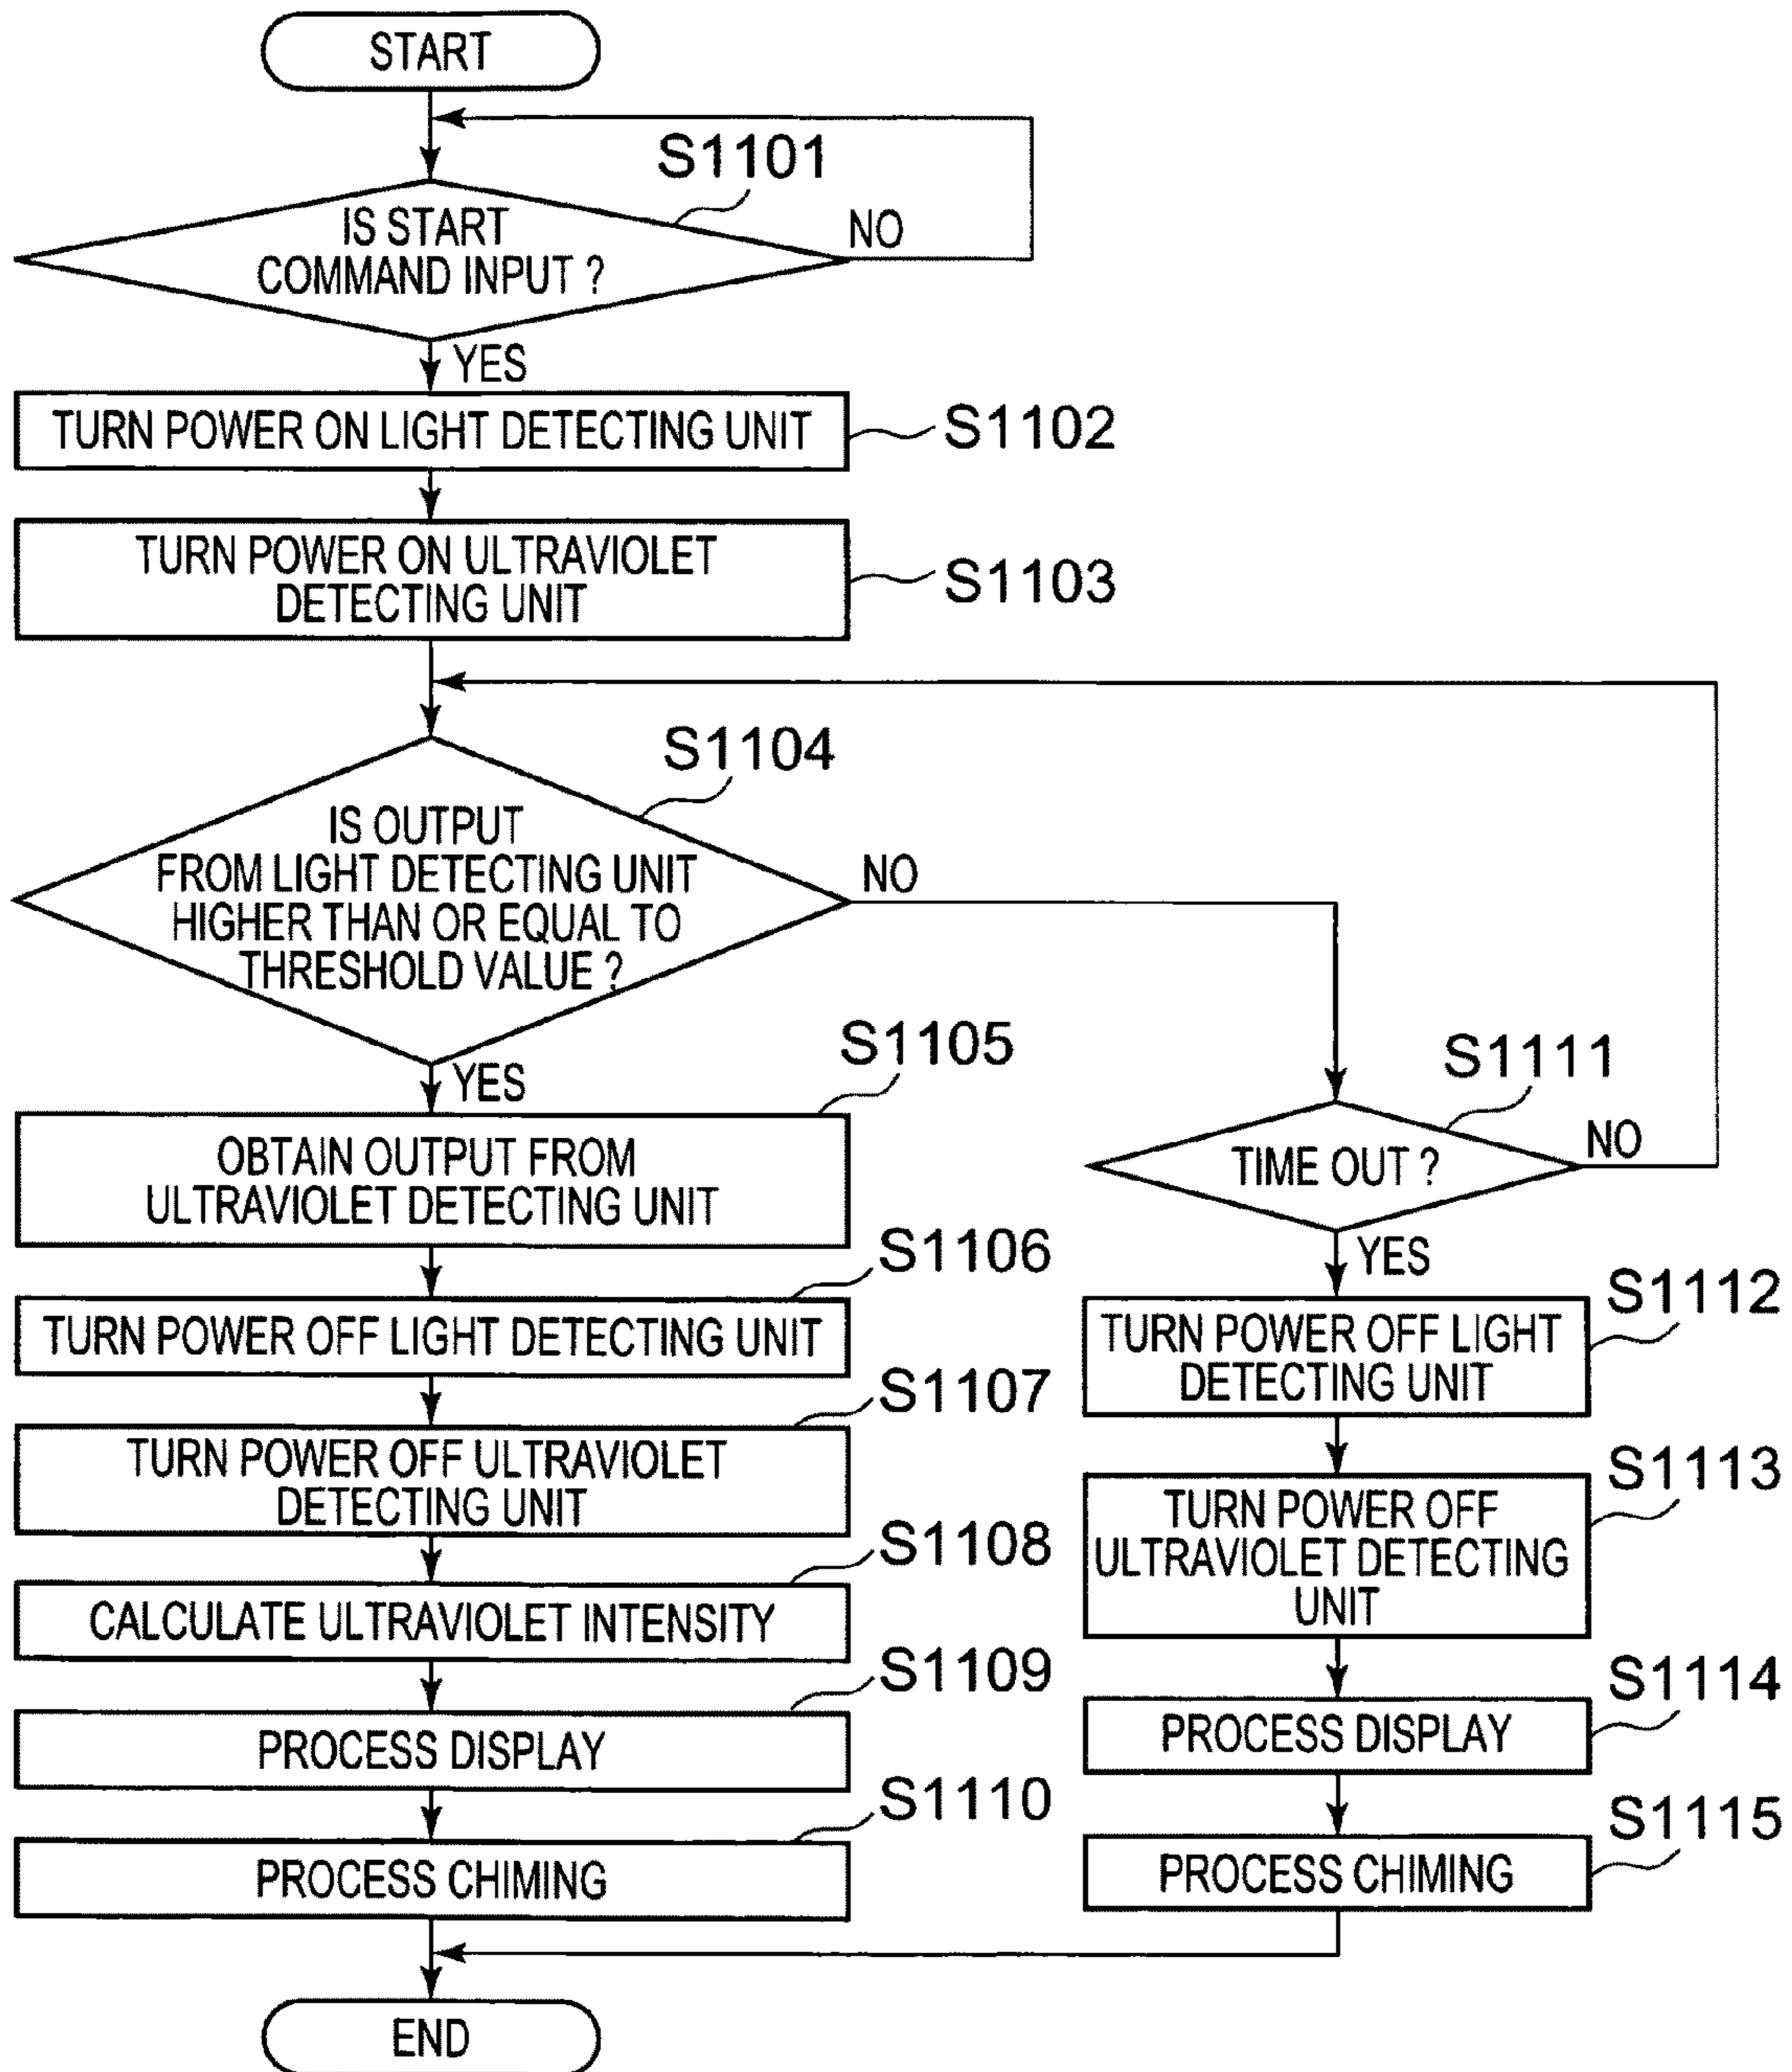 START
S1101
IS START
COMMAND INPUT ?
NO
YES
TURN POWER ON LIGHT DETECTING UNIT
S1102
TURN POWER ON ULTRAVIOLET
DETECTING UNIT
S1103
S1104
IS OUTPUT
FROM LIGHT DETECTING UNIT
HIGHER THAN OR EQUAL TO
THRESHOLD VALUE ?
NO
YES
S1105
OBTAIN OUTPUT FROM
ULTRAVIOLET DETECTING UNIT
S1106
TURN POWER OFF LIGHT DETECTING UNIT
S1107
TURN POWER OFF ULTRAVIOLET
DETECTING UNIT
S1108
CALCULATE ULTRAVIOLET INTENSITY
S1109
PROCESS DISPLAY
S1110
PROCESS CHIMING
S1111
TIME OUT ?
NO
YES
S1112
TURN POWER OFF LIGHT
DETECTING UNIT
S1113
TURN POWER OFF
ULTRAVIOLET DETECTING
UNIT
S1114
PROCESS DISPLAY
S1115
PROCESS CHIMING
END